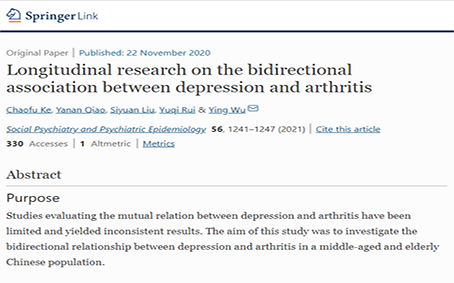 Springer Link
Original Paper | Published: 22 November 2020
Longitudinal research on the bidirectional
association between depression and arthritis
Chaofu Ke, Yanan Qiao, Siyuan Liu, Yuqi Rui & Ying Wu
Social Psychiatry and Psychiatric Epidemiology 56, 1241–1247 (2021) | Cite this article
330 Accesses | 1 Altmetric | Metrics
Abstract
Purpose
Studies evaluating the mutual relation between depression and arthritis have been
limited and yielded inconsistent results. The aim of this study was to investigate the
bidirectional relationship between depression and arthritis in a middle-aged and elderly
Chinese population.